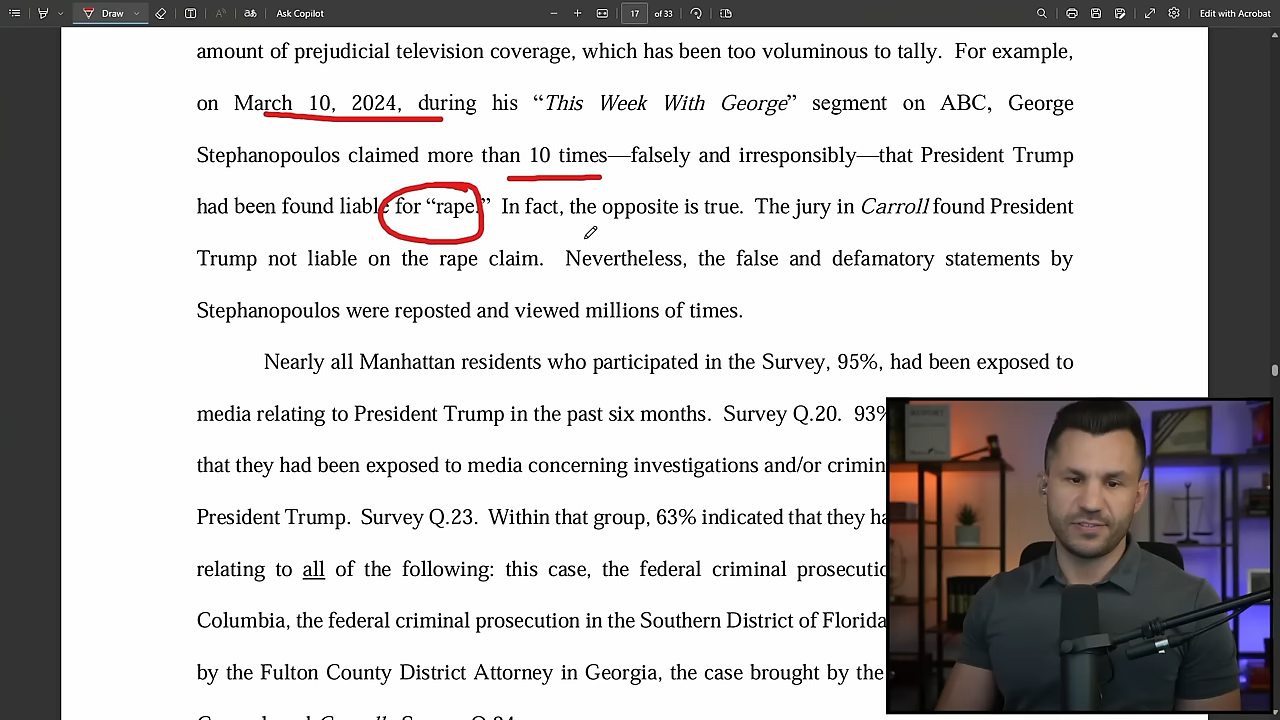 Draw
Ask Copilot
17 of 33
Edit with Acrobat
amount of prejudicial television coverage, which has been too voluminous to tally. For example,
on March 10, 2024, during his “This Week With George” segment on ABC, George
Stephanopoulos claimed more than 10 times—falsely and irresponsibly—that President Trump
had been found liable for “rape.” In fact, the opposite is true. The jury in Carroll found President
Trump not liable on the rape claim. Nevertheless, the false and defamatory statements by
Stephanopoulos were reposted and viewed millions of times.
Nearly all Manhattan residents who participated in the Survey, 95%, had been exposed to
media relating to President Trump in the past six months. Survey Q.20. 93%
that they had been exposed to media concerning investigations and/or crimin
President Trump. Survey Q.23. Within that group, 63% indicated that they ha
relating to all of the following: this case, the federal criminal prosecutio
Columbia, the federal criminal prosecution in the Southern District of Florida
by the Fulton County District Attorney in Georgia, the case brought by the